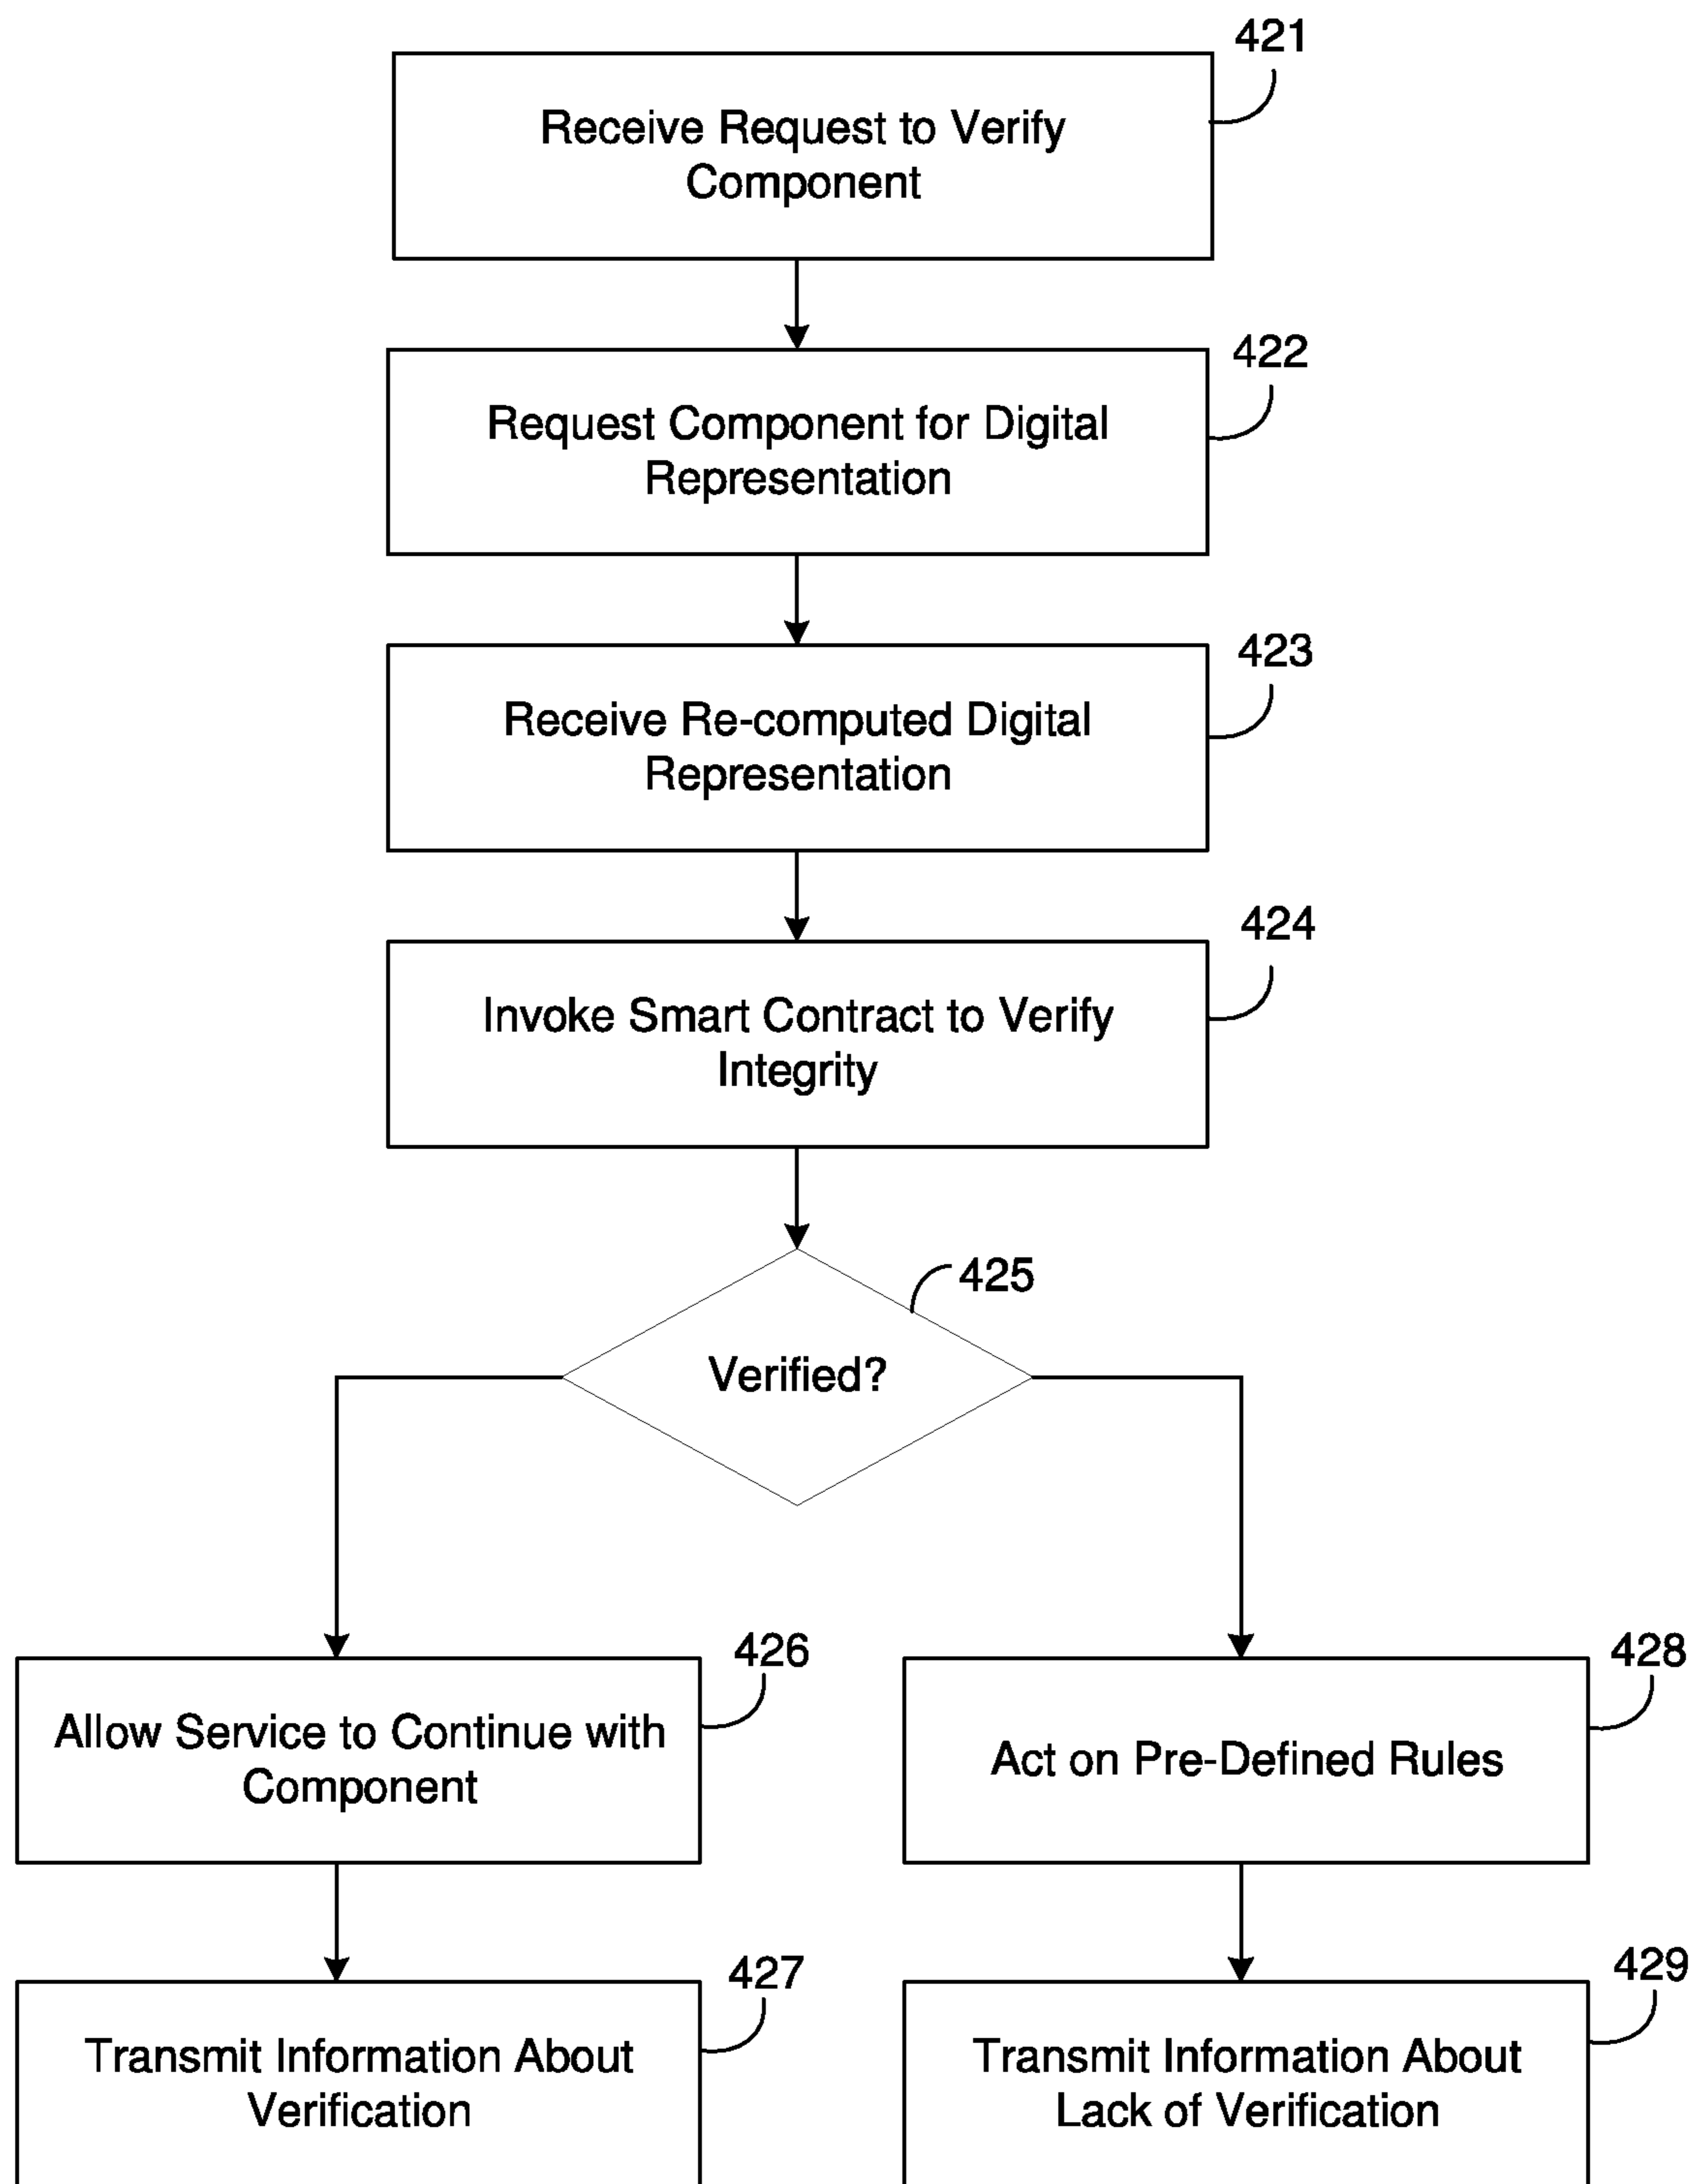 421
Receive Request to Verify
Component
422
Request Component for Digital
Representation
423
Receive Re-computed Digital
Representation
424
Invoke Smart Contract to Verify
Integrity
425
Verified?
426
Allow Service to Continue with
Component
428
Act on Pre-Defined Rules
427
Transmit Information About
Verification
429
Transmit Information About
Lack of Verification